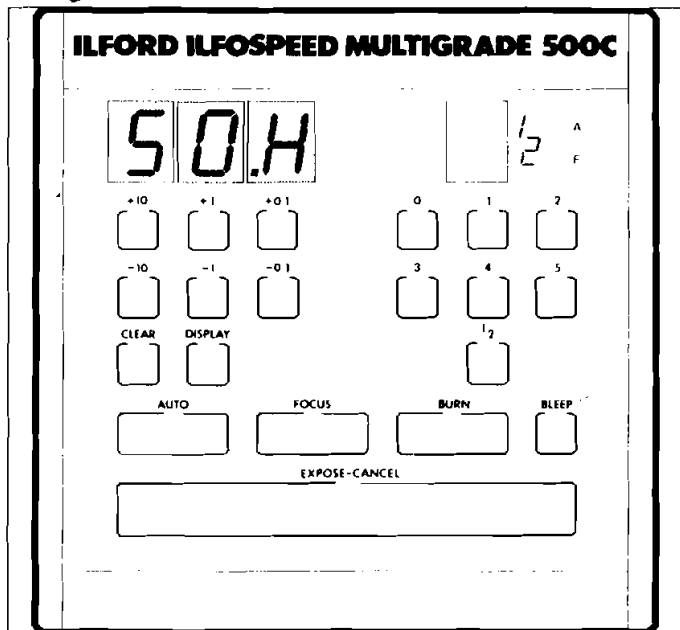 ILFORD ILFOSPEED MULTIGRADE 500C
50.H 1/2 A
F
+10 +1 +0 1 0 1 2
-10 -1 -0 1 3 4 5
CLEAR DISPLAY 1/2
AUTO FOCUS BURN BLEEP
EXPOSE-CANCEL